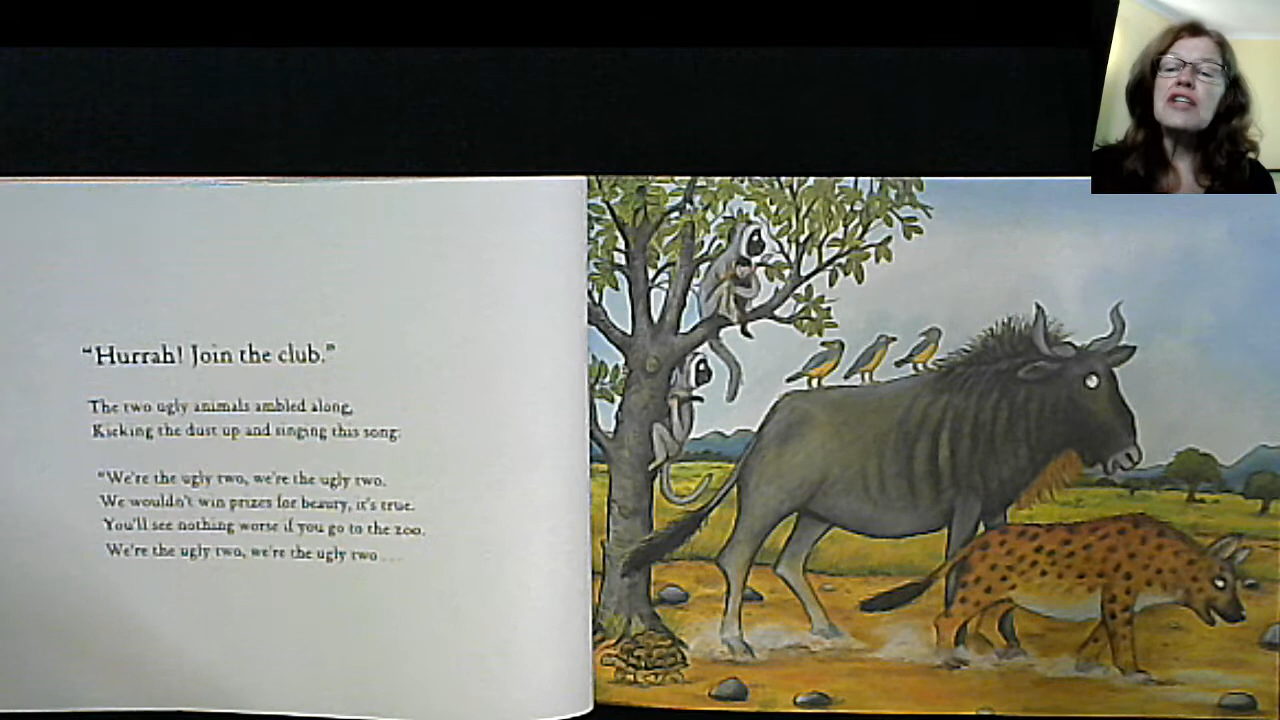 "Hurrah! Join the club."
The two ugly animals ambled along,
Kicking the dust up and singing this song:
"We're the ugly two, we're the ugly two.
We wouldn't win prizes for beauty, it's true.
You'll see nothing worse if you go to the zoo.
We're the ugly two, we're the ugly two ...